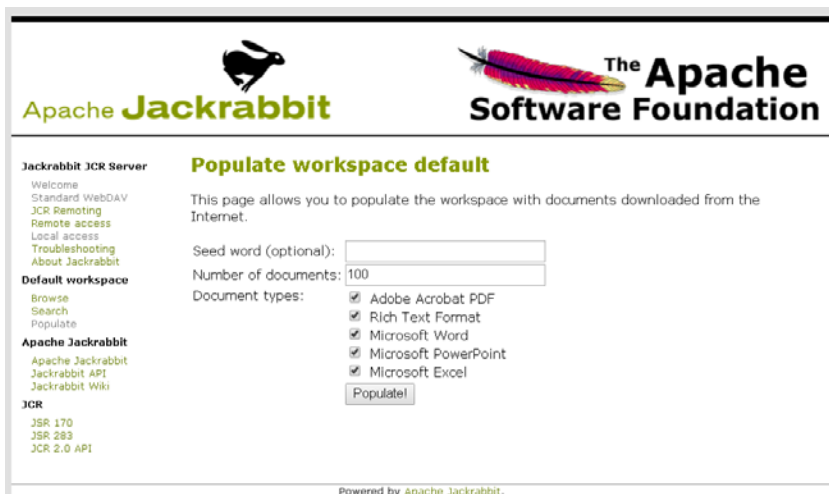 Apache Jackrabbit
The Apache
Software Foundation
Jackrabbit JCR Server
Welcome
Standard WebDAV
JCR Remoting
Remote access
Local access
Troubleshooting
About Jackrabbit
Default workspace
Browse
Search
Populate
Apache Jackrabbit
Apache Jackrabbit
Jackrabbit API
Jackrabbit Wiki
JCR
JSR 170
JSR 283
JCR 2.0 API
Populate workspace default
This page allows you to populate the workspace with documents downloaded from the
Internet.
Seed word (optional):
Number of documents: 100
Document types:
Adobe Acrobat PDF
Rich Text Format
Microsoft Word
Microsoft PowerPoint
Microsoft Excel
Populate!
Powered by Apache Jackrabbit.